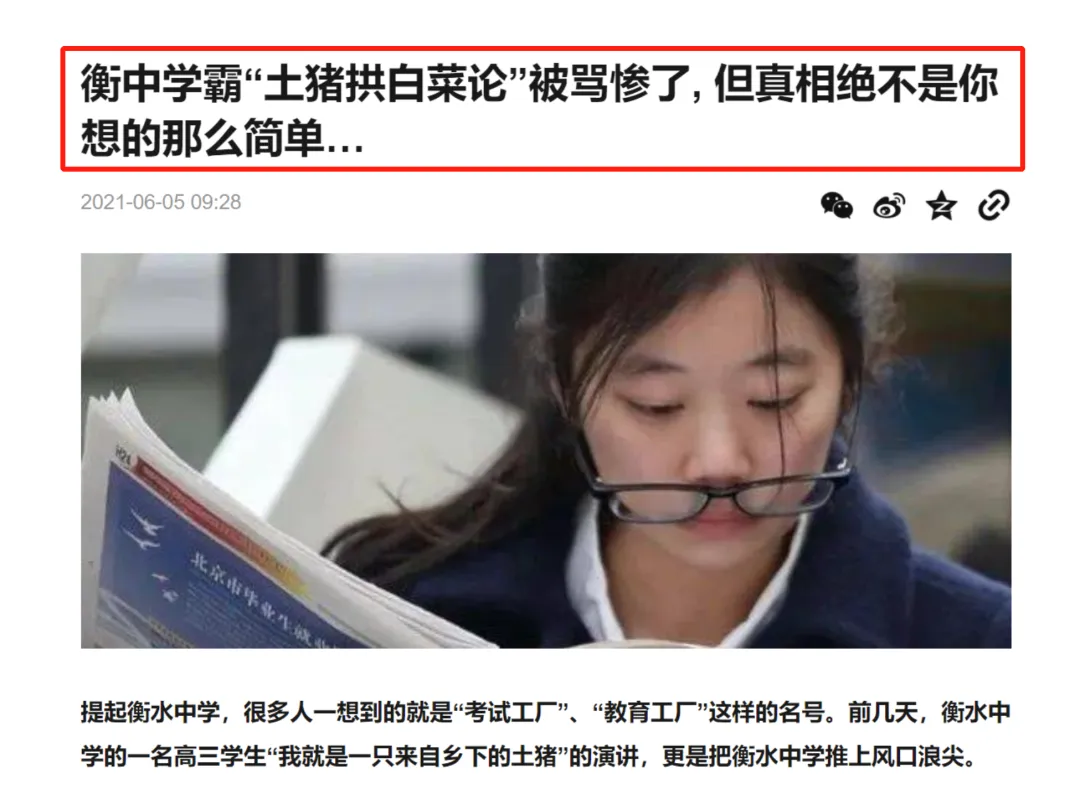 衡中学霸“土猪拱白菜论”被骂惨了, 但真相绝不是你
想的那么简单...
2021-06-05 09:28
H24
北京市毕业生就业
提起衡水中学，很多人一想到的就是“考试工厂”、“教育工厂”这样的名号。前几天，衡水中
学的一名高三学生“我就是一只来自乡下的土猪”的演讲，更是把衡水中学推上风口浪尖。